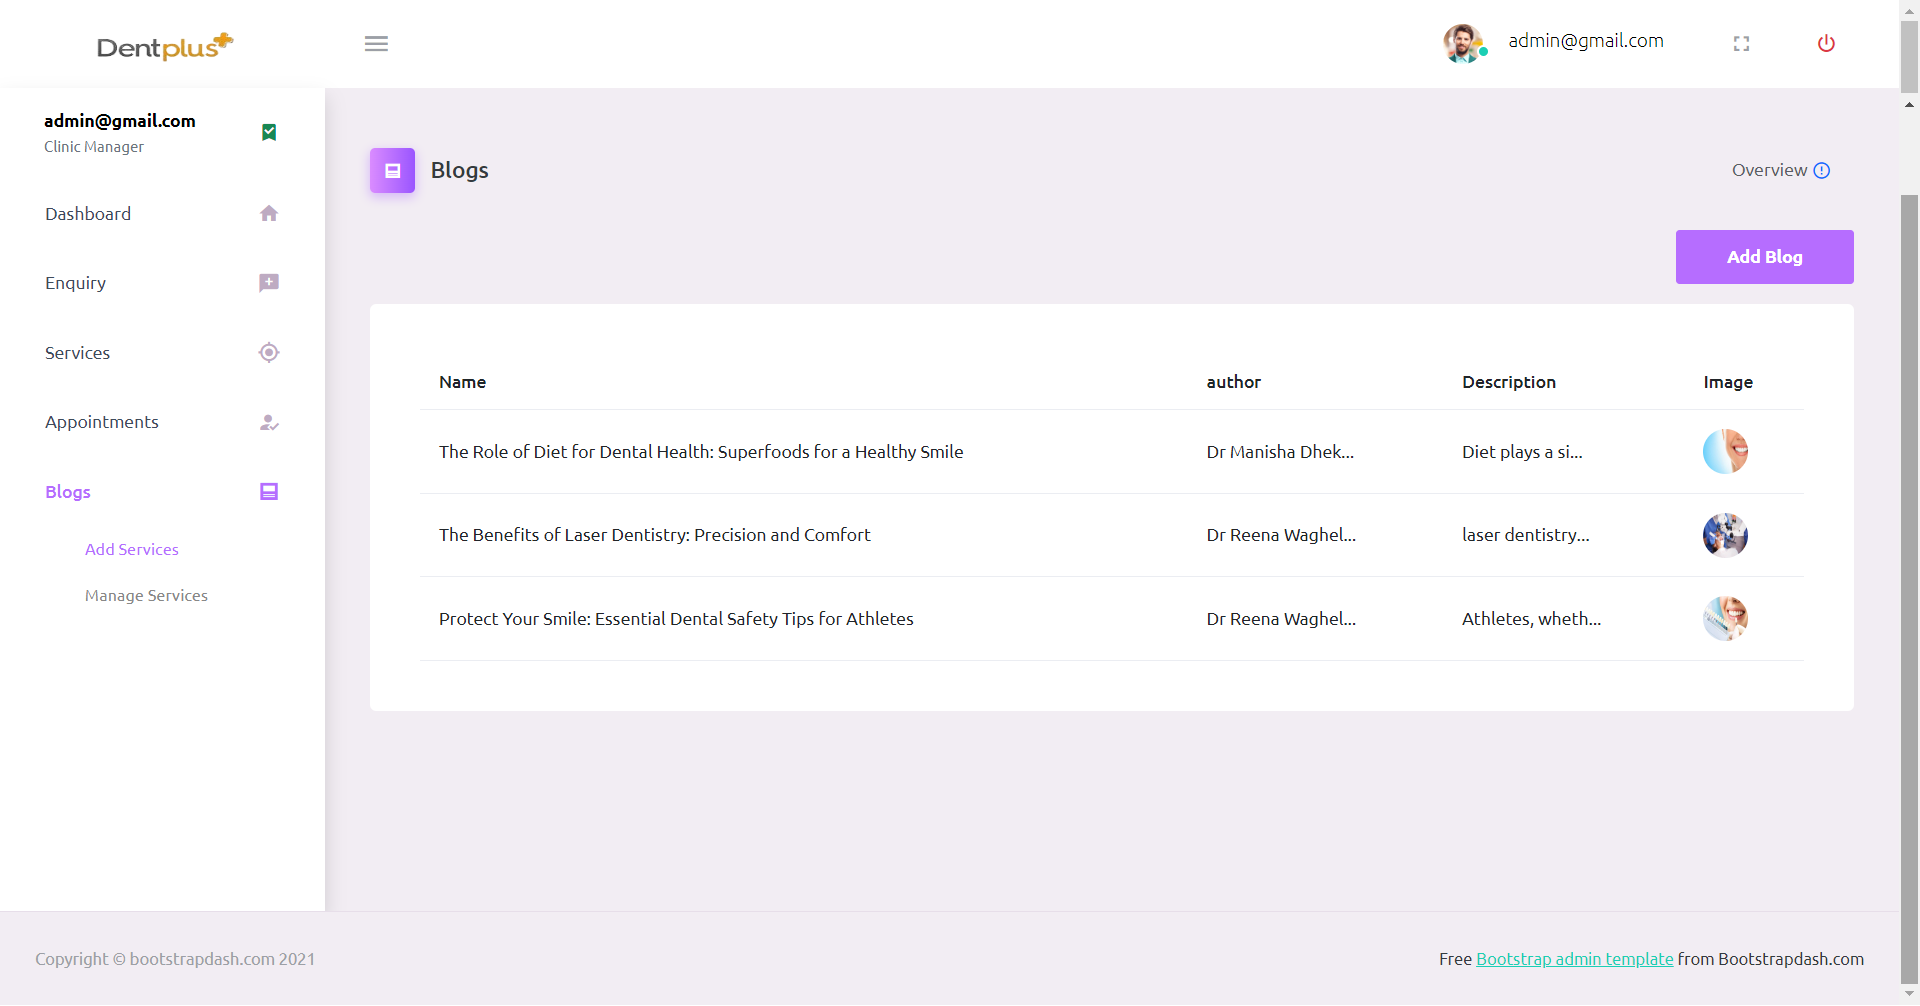 Dentplus
admin@gmail.com
admin@gmail.com
Clinic Manager
Dashboard
Enquiry
Services
Appointments
Blogs
Add Services
Manage Services
Blogs
Overview
Add Blog
Name author Description Image
The Role of Diet for Dental Health: Superfoods for a Healthy Smile Dr Manisha Dhek... Diet plays a si...
The Benefits of Laser Dentistry: Precision and Comfort Dr Reena Waghel... laser dentistry...
Protect Your Smile: Essential Dental Safety Tips for Athletes Dr Reena Waghel... Athletes, wheth...
Copyright © bootstrapdash.com 2021
Free Bootstrap admin template from Bootstrapdash.com